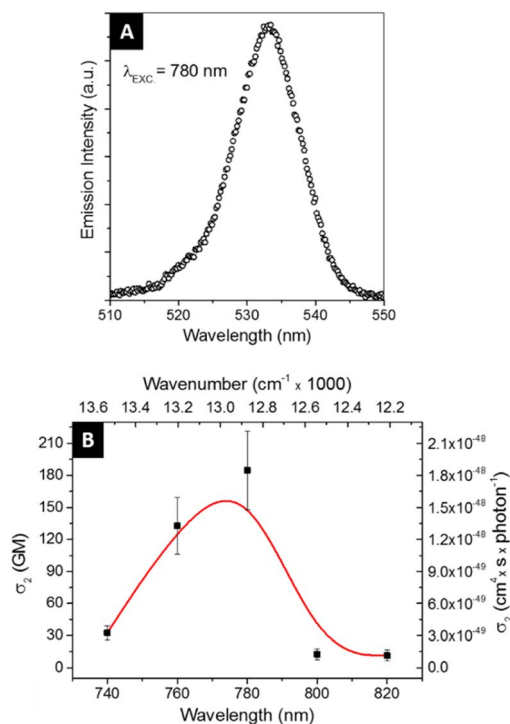 A
λEXC. = 780 nm
Emission Intensity (a.u.)
510 520 530 540 550
Wavelength (nm)
Wavenumber (cm⁻¹ x 1000)
13.6 13.4 13.2 13.0 12.8 12.6 12.4 12.2
B
210 2.1x10⁻⁴⁸
180 1.8x10⁻⁴⁸
150 1.5x10⁻⁴⁸
120 1.2x10⁻⁴⁸
90 9.0x10⁻⁴⁹
60 6.0x10⁻⁴⁹
30 3.0x10⁻⁴⁹
0 0.0
σ₂ (GM)
σ₂ (cm⁴x s x photon⁻¹)
740 760 780 800 820
Wavelength (nm)